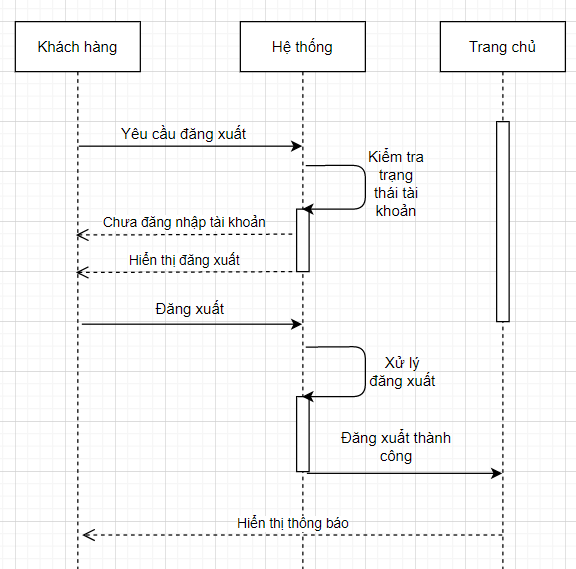 Khách hàng
Hệ thống
Trang chủ
Yêu cầu đăng xuất
Kiểm tra
trạng
thái tài
khoản
Chưa đăng nhập tài khoản
Hiển thị đăng xuất
Đăng xuất
Xử lý
đăng xuất
Đăng xuất thành
công
Hiển thị thông báo